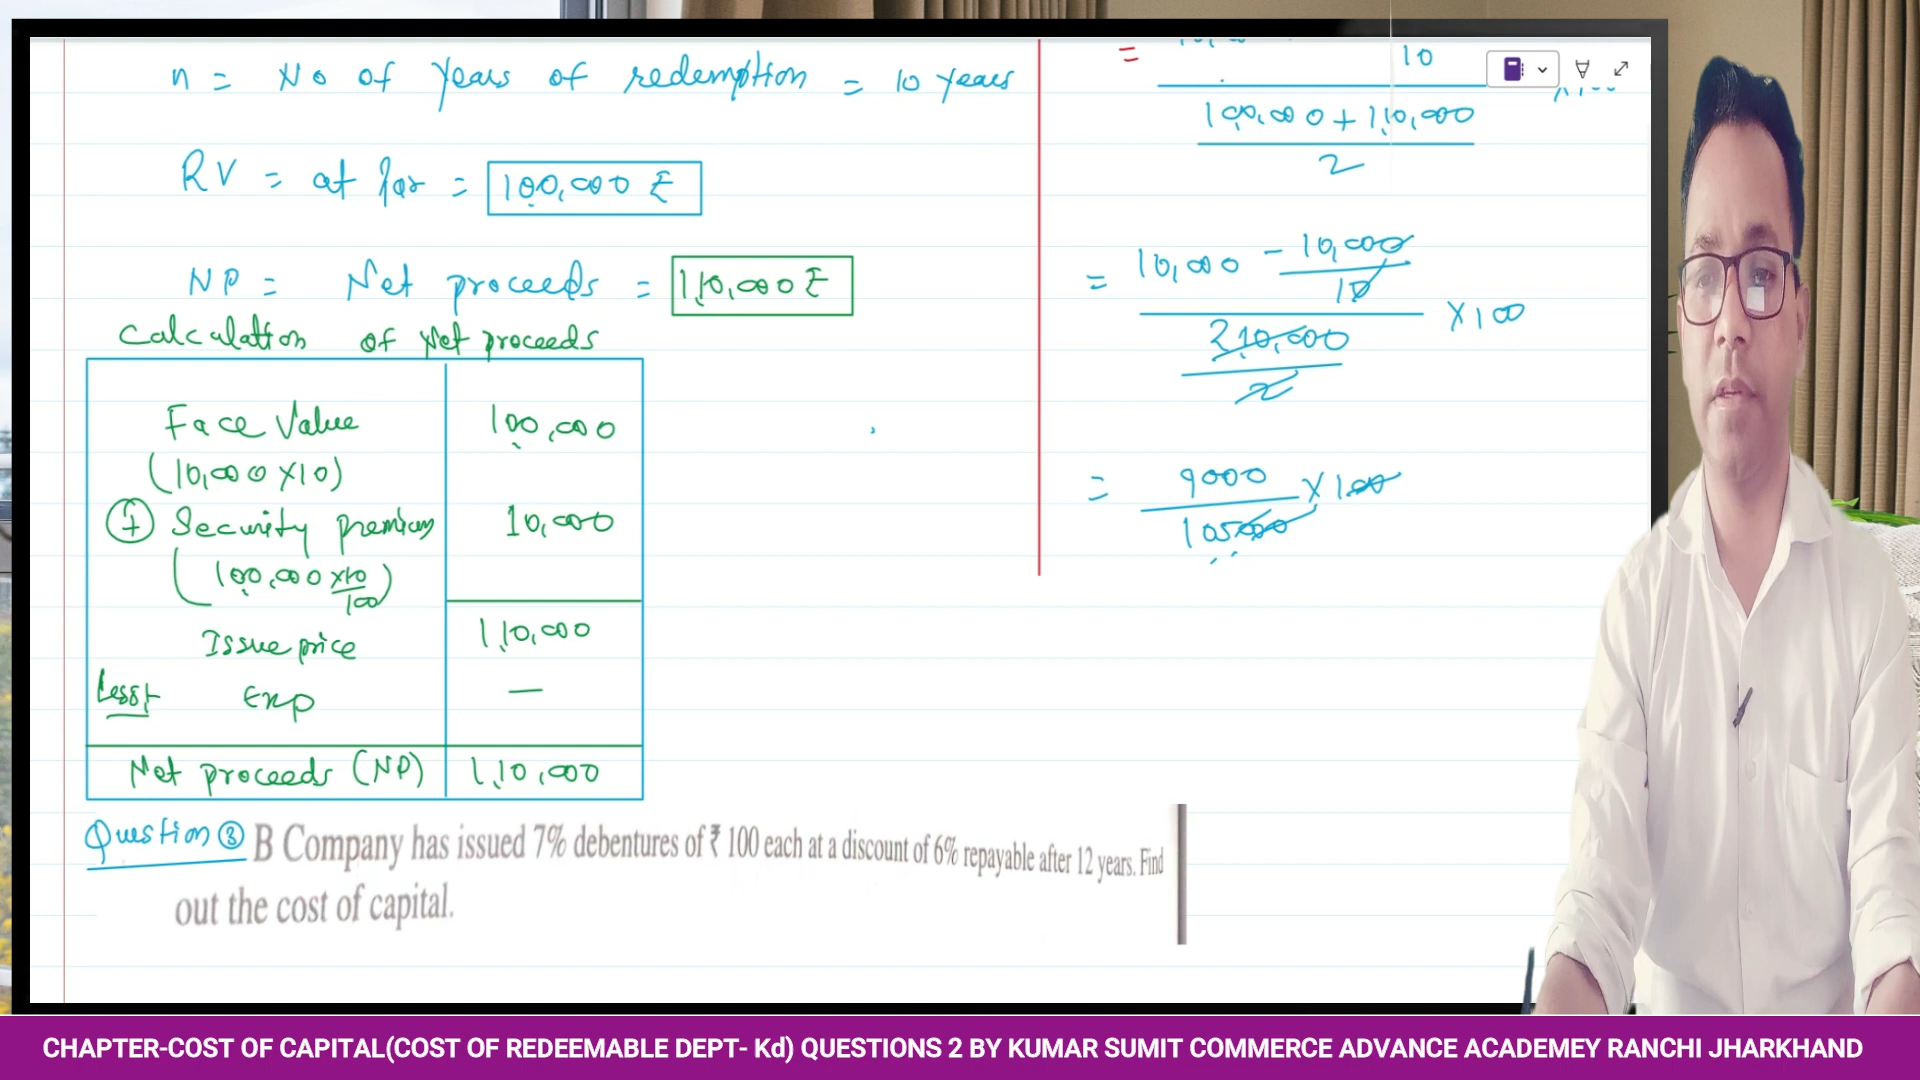 n = No of Years of redemption = 10 Years
RV = at par = 100,000 ₹
NP = Net proceeds = 1,10,000 ₹
Calculation of Net proceeds
Face Value 100,000
(10,000 X10)
(+) Security premium 10,000
(100,000 x10/100)
Issue price 1,10,000
Less:- Exp —
Net proceeds (NP) 1,10,000
= 10
100,000 + 1,10,000
2
= 10,000 - 10,000
10 X100
2,10,000
2
= 9000 X100
105000
Question ③ B Company has issued 7% debentures of ₹ 100 each at a discount of 6% repayable after 12 years. Find
out the cost of capital.
CHAPTER-COST OF CAPITAL(COST OF REDEEMABLE DEPT- Kd) QUESTIONS 2 BY KUMAR SUMIT COMMERCE ADVANCE ACADEMEY RANCHI JHARKHAND